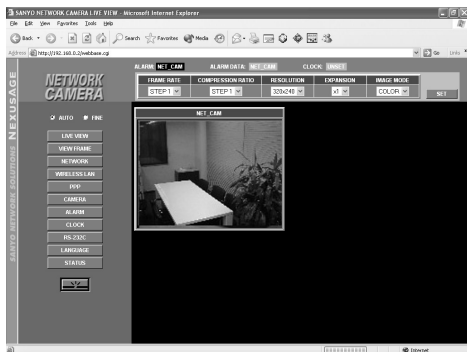 SANYO NETWORK CAMERA LIVE VIEW - Microsoft Internet Explorer
File Edit View Favorites Tools Help
Back Search Favorites Media
Address http://192.168.0.2/webbase.cgi Go Links
ALARM: NET_CAM ALARM DATA: NET_CAM CLOCK: UNSET
NETWORK CAMERA
FRAME RATE COMPRESSION RATIO RESOLUTION EXPANSION IMAGE MODE
STEP 1 STEP 1 320x240 x1 COLOR SET
AUTO FINE
NET_CAM
LIVE VIEW
VIEW FRAME
NETWORK
WIRELESS LAN
PPP
CAMERA
ALARM
CLOCK
RS-232C
LANGUAGE
STATUS
SANYO NETWORK SOLUTIONS NEXUSAGE
Internet